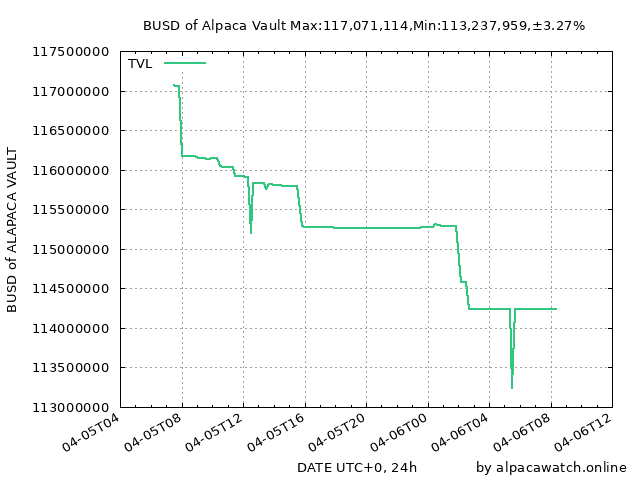 BUSD of Alpaca Vault Max:117,071,114,Min:113,237,959,±3.27%
TVL
117500000
117000000
116500000
116000000
115500000
115000000
114500000
114000000
113500000
113000000
BUSD of ALAPACA VAULT
04-05T04
04-05T08
04-05T12
04-05T16
04-05T20
04-06T00
04-06T04
04-06T08
04-06T12
DATE UTC+0, 24h
by alpacawatch.online